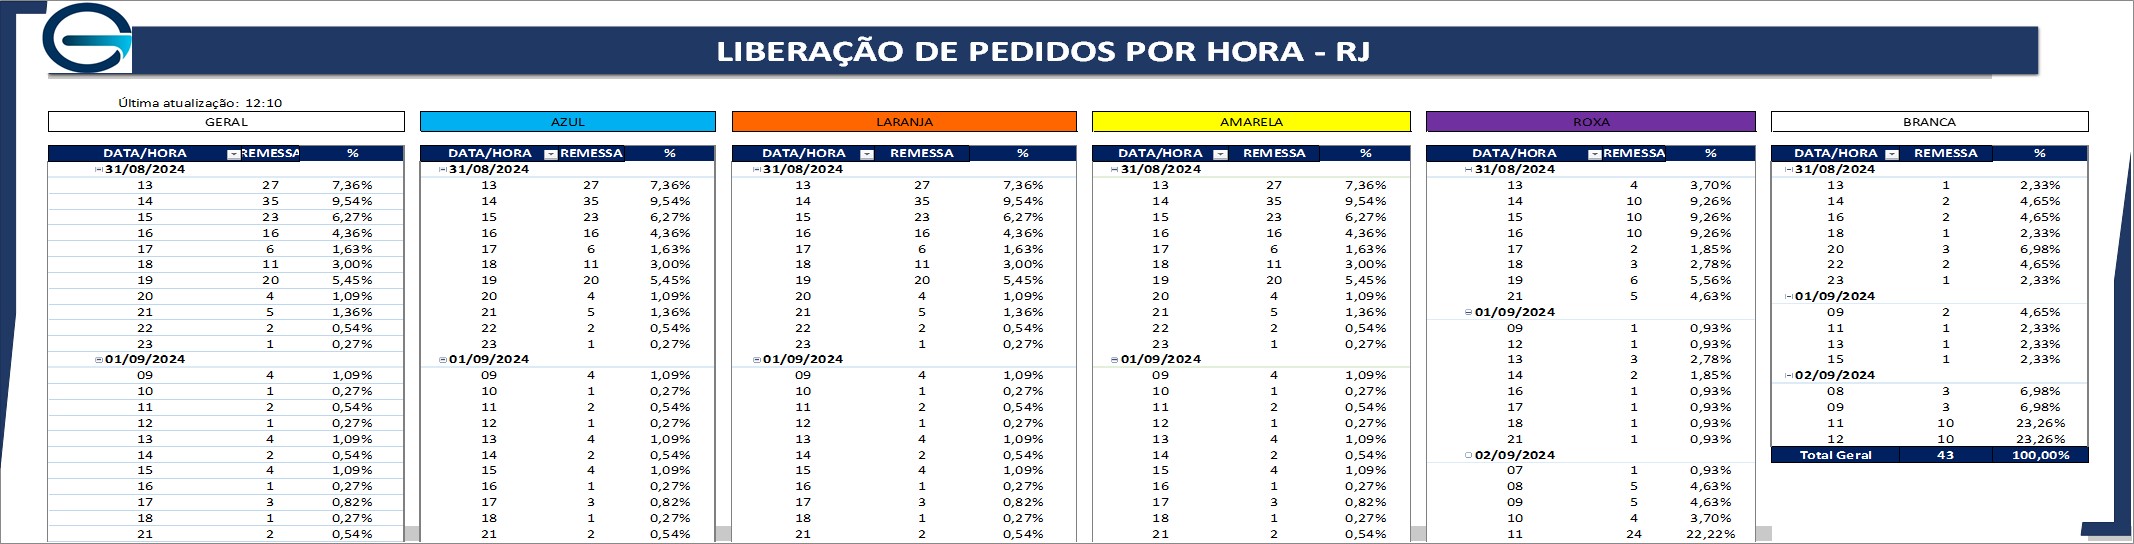 LIBERAÇÃO DE PEDIDOS POR HORA - RJ
Última atualização: 12:10
GERAL AZUL LARANJA AMARELA ROXA BRANCA
DATA/HORA REMESSA % DATA/HORA REMESSA % DATA/HORA REMESSA % DATA/HORA REMESSA % DATA/HORA REMESSA % DATA/HORA REMESSA %
31/08/2024 31/08/2024 31/08/2024 31/08/2024 31/08/2024 31/08/2024
13 27 7,36% 13 27 7,36% 13 27 7,36% 13 27 7,36% 13 4 3,70% 13 1 2,33%
14 35 9,54% 14 35 9,54% 14 35 9,54% 14 35 9,54% 14 10 9,26% 14 2 4,65%
15 23 6,27% 15 23 6,27% 15 23 6,27% 15 23 6,27% 15 10 9,26% 16 2 4,65%
16 16 4,36% 16 16 4,36% 16 16 4,36% 16 16 4,36% 16 10 9,26% 18 1 2,33%
17 6 1,63% 17 6 1,63% 17 6 1,63% 17 6 1,63% 17 2 1,85% 20 3 6,98%
18 11 3,00% 18 11 3,00% 18 11 3,00% 18 11 3,00% 18 3 2,78% 22 2 4,65%
19 20 5,45% 19 20 5,45% 19 20 5,45% 19 20 5,45% 19 6 5,56% 23 1 2,33%
20 4 1,09% 20 4 1,09% 20 4 1,09% 20 4 1,09% 21 5 4,63% 01/09/2024
21 5 1,36% 21 5 1,36% 21 5 1,36% 21 5 1,36% 01/09/2024 09 2 4,65%
22 2 0,54% 22 2 0,54% 22 2 0,54% 22 2 0,54% 09 1 0,93% 11 1 2,33%
23 1 0,27% 23 1 0,27% 23 1 0,27% 23 1 0,27% 12 1 0,93% 13 1 2,33%
01/09/2024 01/09/2024 01/09/2024 01/09/2024 13 3 2,78% 15 1 2,33%
09 4 1,09% 09 4 1,09% 09 4 1,09% 09 4 1,09% 14 2 1,85% 02/09/2024
10 1 0,27% 10 1 0,27% 10 1 0,27% 10 1 0,27% 16 1 0,93% 08 3 6,98%
11 2 0,54% 11 2 0,54% 11 2 0,54% 11 2 0,54% 17 1 0,93% 09 3 6,98%
12 1 0,27% 12 1 0,27% 12 1 0,27% 12 1 0,27% 18 1 0,93% 11 10 23,26%
13 4 1,09% 13 4 1,09% 13 4 1,09% 13 4 1,09% 21 1 0,93% 12 10 23,26%
14 2 0,54% 14 2 0,54% 14 2 0,54% 14 2 0,54% 02/09/2024 Total Geral 43 100,00%
15 4 1,09% 15 4 1,09% 15 4 1,09% 15 4 1,09% 07 1 0,93%
16 1 0,27% 16 1 0,27% 16 1 0,27% 16 1 0,27% 08 5 4,63%
17 3 0,82% 17 3 0,82% 17 3 0,82% 17 3 0,82% 09 5 4,63%
18 1 0,27% 18 1 0,27% 18 1 0,27% 18 1 0,27% 10 4 3,70%
21 2 0,54% 21 2 0,54% 21 2 0,54% 21 2 0,54% 11 24 22,22%